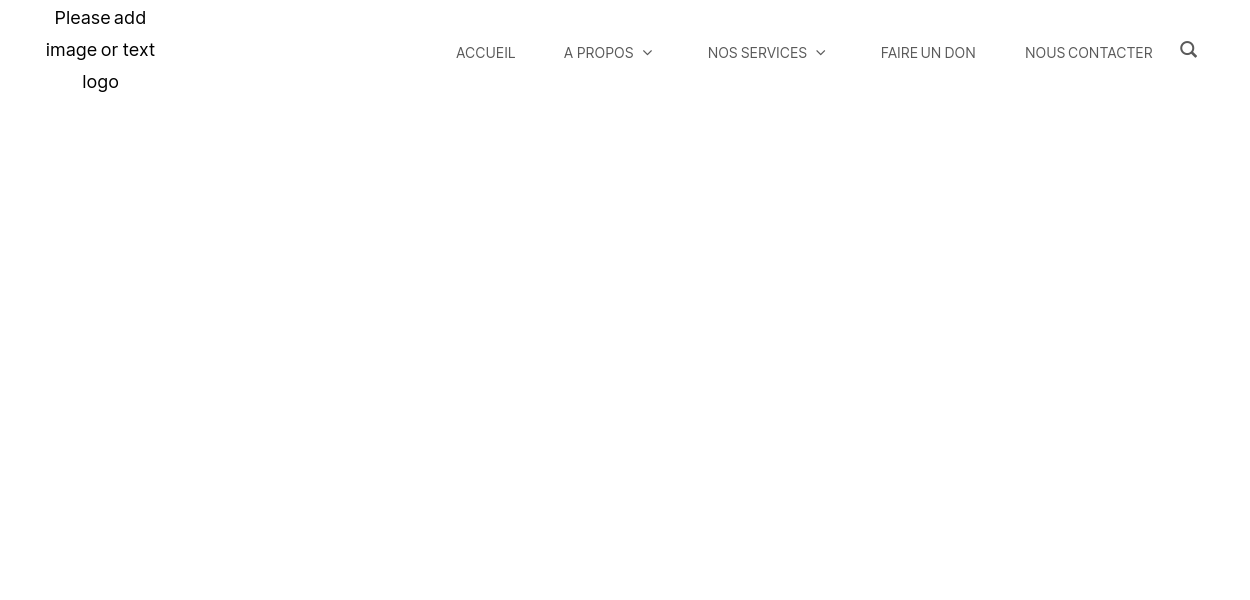 Please add
image or text
logo
ACCUEIL A PROPOS NOS SERVICES FAIRE UN DON NOUS CONTACTER